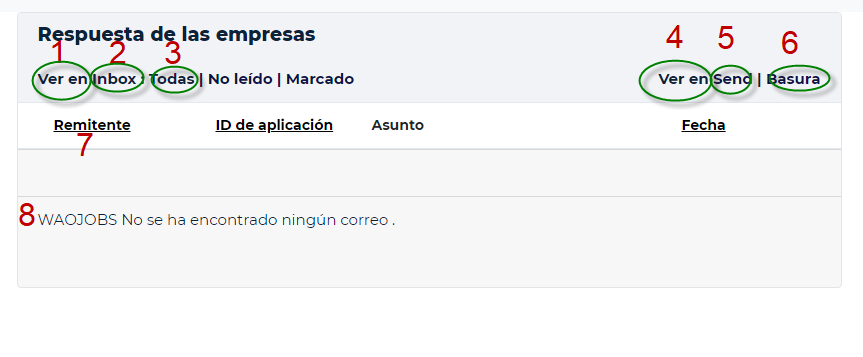 Respuesta de las empresas
1 2 3 4 5 6
Ver en Inbox : Todas | No leído | Marcado Ver en Send | Basura
Remitente ID de aplicación Asunto Fecha
7
8 WAOJOBS No se ha encontrado ningún correo .